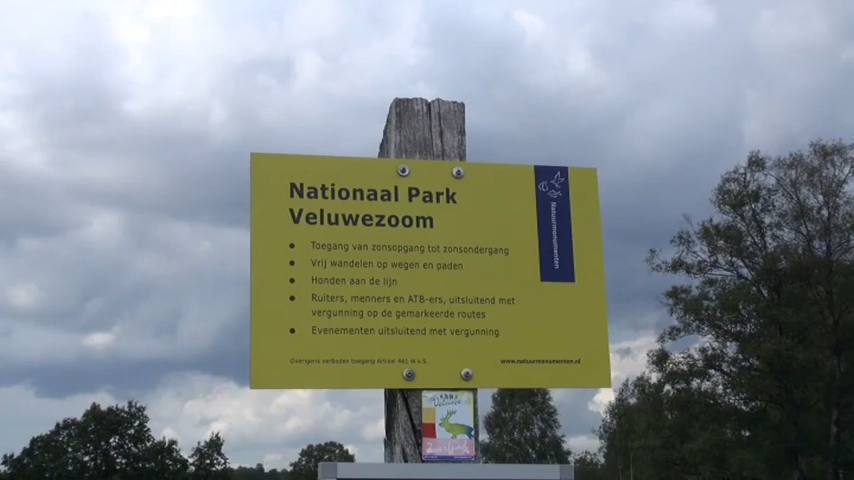 Nationaal Park
Veluwezoom
Natuurmonumenten
• Toegang van zonsopgang tot zonsondergang
• Vrij wandelen op wegen en paden
• Honden aan de lijn
• Ruiters, menners en ATB-ers, uitsluitend met
vergunning op de gemarkeerde routes
• Evenementen uitsluitend met vergunning
Overigens verboden toegang Artikel 461 W.v.S.
www.natuurmonumenten.nl